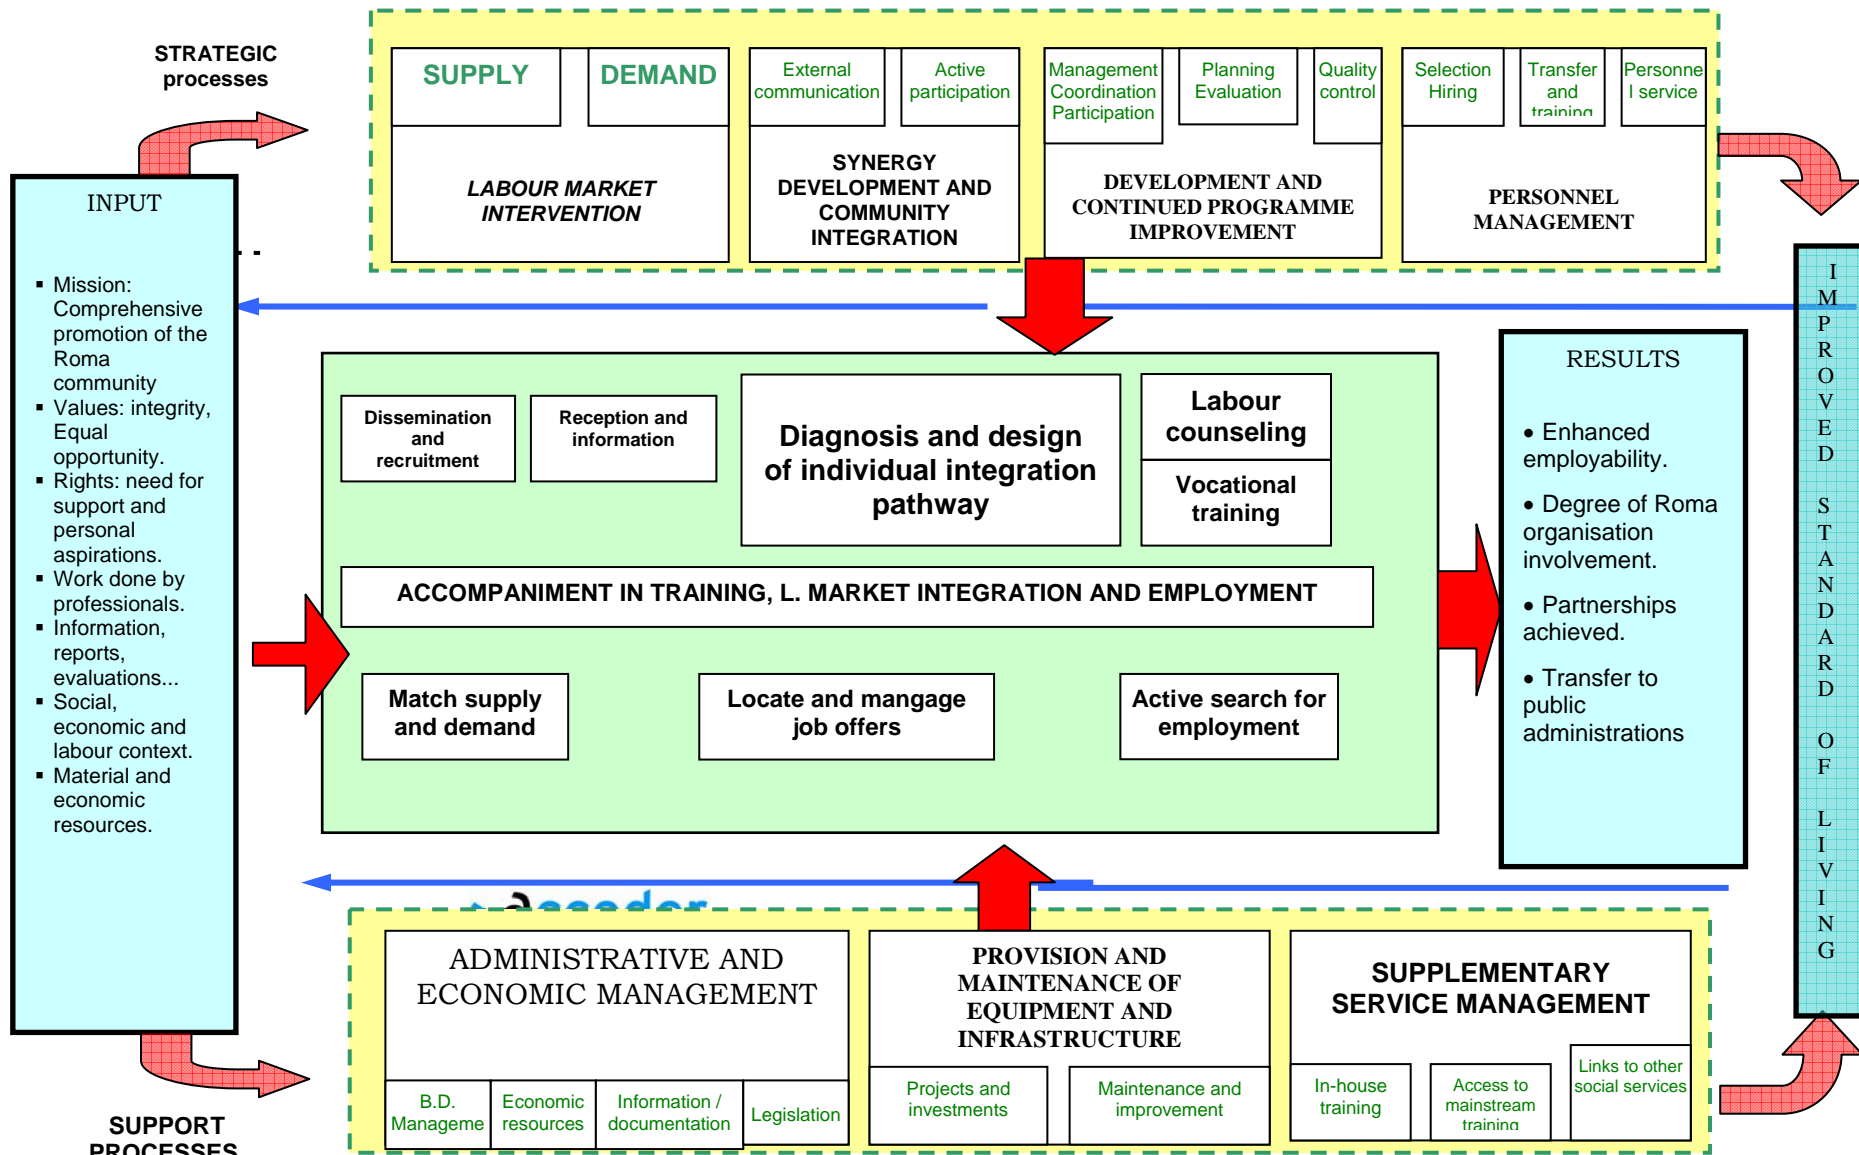 STRATEGIC
processes
SUPPLY
DEMAND
LABOUR MARKET
INTERVENTION
External
communication
Active
participation
SYNERGY
DEVELOPMENT AND
COMMUNITY
INTEGRATION
Management
Coordination
Participation
Planning
Evaluation
Quality
control
DEVELOPMENT AND
CONTINUED PROGRAMME
IMPROVEMENT
Selection
Hiring
Transfer
and
training
Personne
l service
PERSONNEL
MANAGEMENT
INPUT
▪ Mission:
Comprehensive
promotion of the
Roma
community
▪ Values: integrity,
Equal
opportunity.
▪ Rights: need for
support and
personal
aspirations.
▪ Work done by
professionals.
▪ Information,
reports,
evaluations...
▪ Social,
economic and
labour context.
▪ Material and
economic
resources.
Dissemination
and
recruitment
Reception and
information
Diagnosis and design
of individual integration
pathway
Labour
counseling
Vocational
training
ACCOMPANIMENT IN TRAINING, L. MARKET INTEGRATION AND EMPLOYMENT
Match supply
and demand
Locate and mangage
job offers
Active search for
employment
RESULTS
• Enhanced
employability.
• Degree of Roma
organisation
involvement.
• Partnerships
achieved.
• Transfer to
public
administrations
IMPROVED STANDARD OF LIVING
acceder
ADMINISTRATIVE AND
ECONOMIC MANAGEMENT
B.D.
Manageme
Economic
resources
Information /
documentation
Legislation
PROVISION AND
MAINTENANCE OF
EQUIPMENT AND
INFRASTRUCTURE
Projects and
investments
Maintenance and
improvement
SUPPLEMENTARY
SERVICE MANAGEMENT
In-house
training
Access to
mainstream
training
Links to other
social services
SUPPORT
PROCESSES